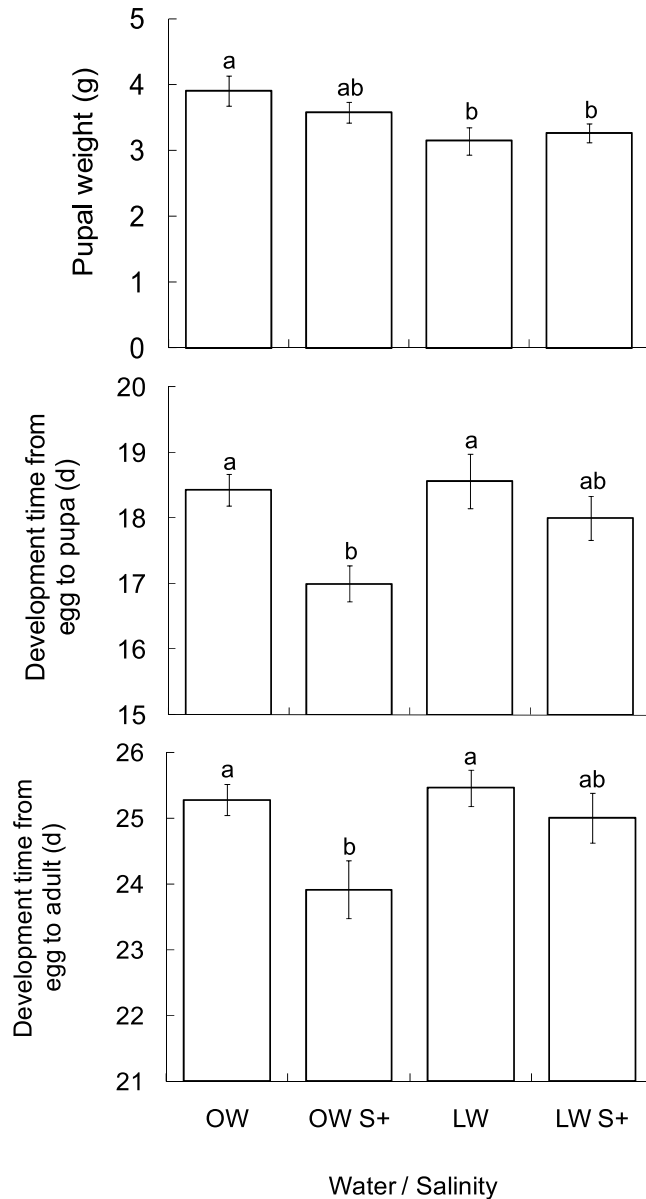 Pupal weight (g)
5
4
3
2
1
0
a
ab
b
b
Development time from
egg to pupa (d)
20
19
18
17
16
15
a
b
a
ab
Development time from
egg to adult (d)
26
25
24
23
22
21
a
b
a
ab
OW OW S+ LW LW S+
Water / Salinity